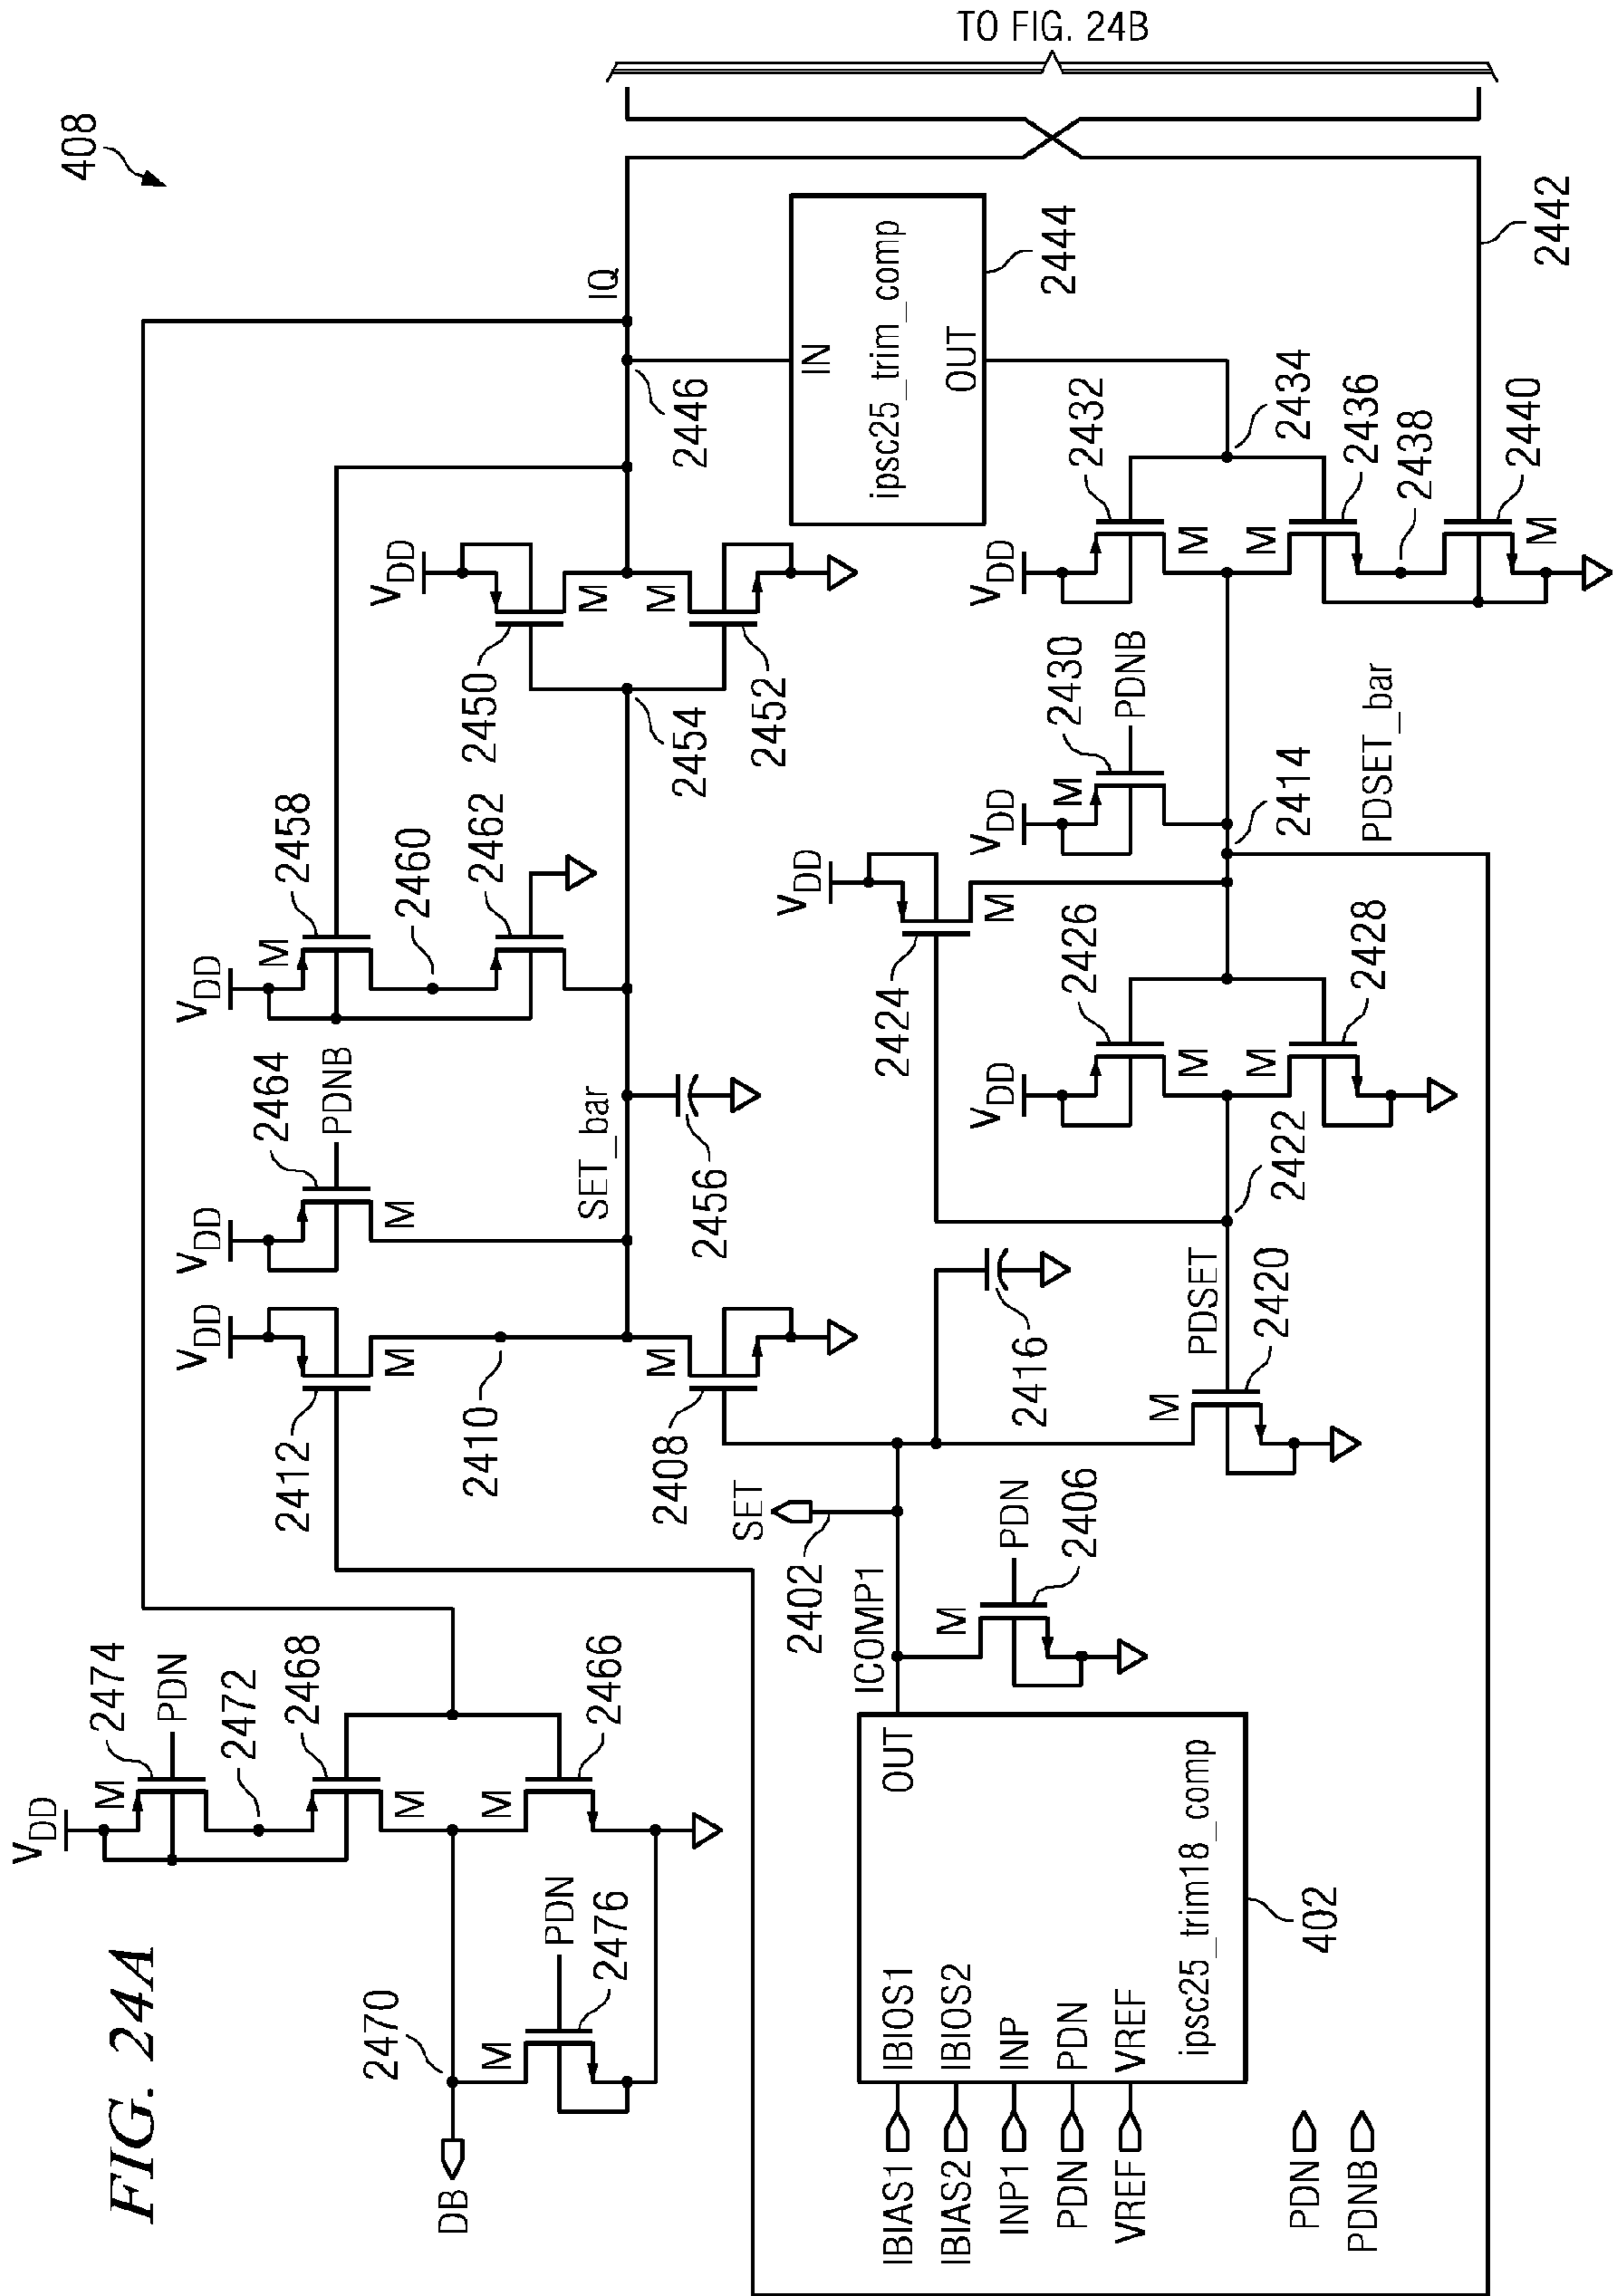 FIG. 24A
408
TO FIG. 24B
VDD
2474
PDN
2472
2468
2466
2470
PDN
2476
DB
M
M
M
M
VDD
2412
M
2410
M
2408
VDD
2464
PDNB
M
SET_bar
2456
VDD
M
2458
2460
2462
VDD
2450
M
M
2454
2452
IQ
2446
IN
ipsc25_trim_comp
OUT
2444
2442
SET
2402
ICOMP1
M
PDN
2406
2416
PDSET
M
2420
VDD
2424
M
VDD
2426
M
M
2428
2422
VDD
M
2430
PDNB
2414
PDSET_bar
VDD
2432
M
2434
M
2436
2438
2440
M
IBIAS1
IBIAS2
INP1
PDN
VREF
IBIOS1
IBIOS2
INP
PDN
VREF
OUT
ipsc25_trim18_comp
402
PDN
PDNB